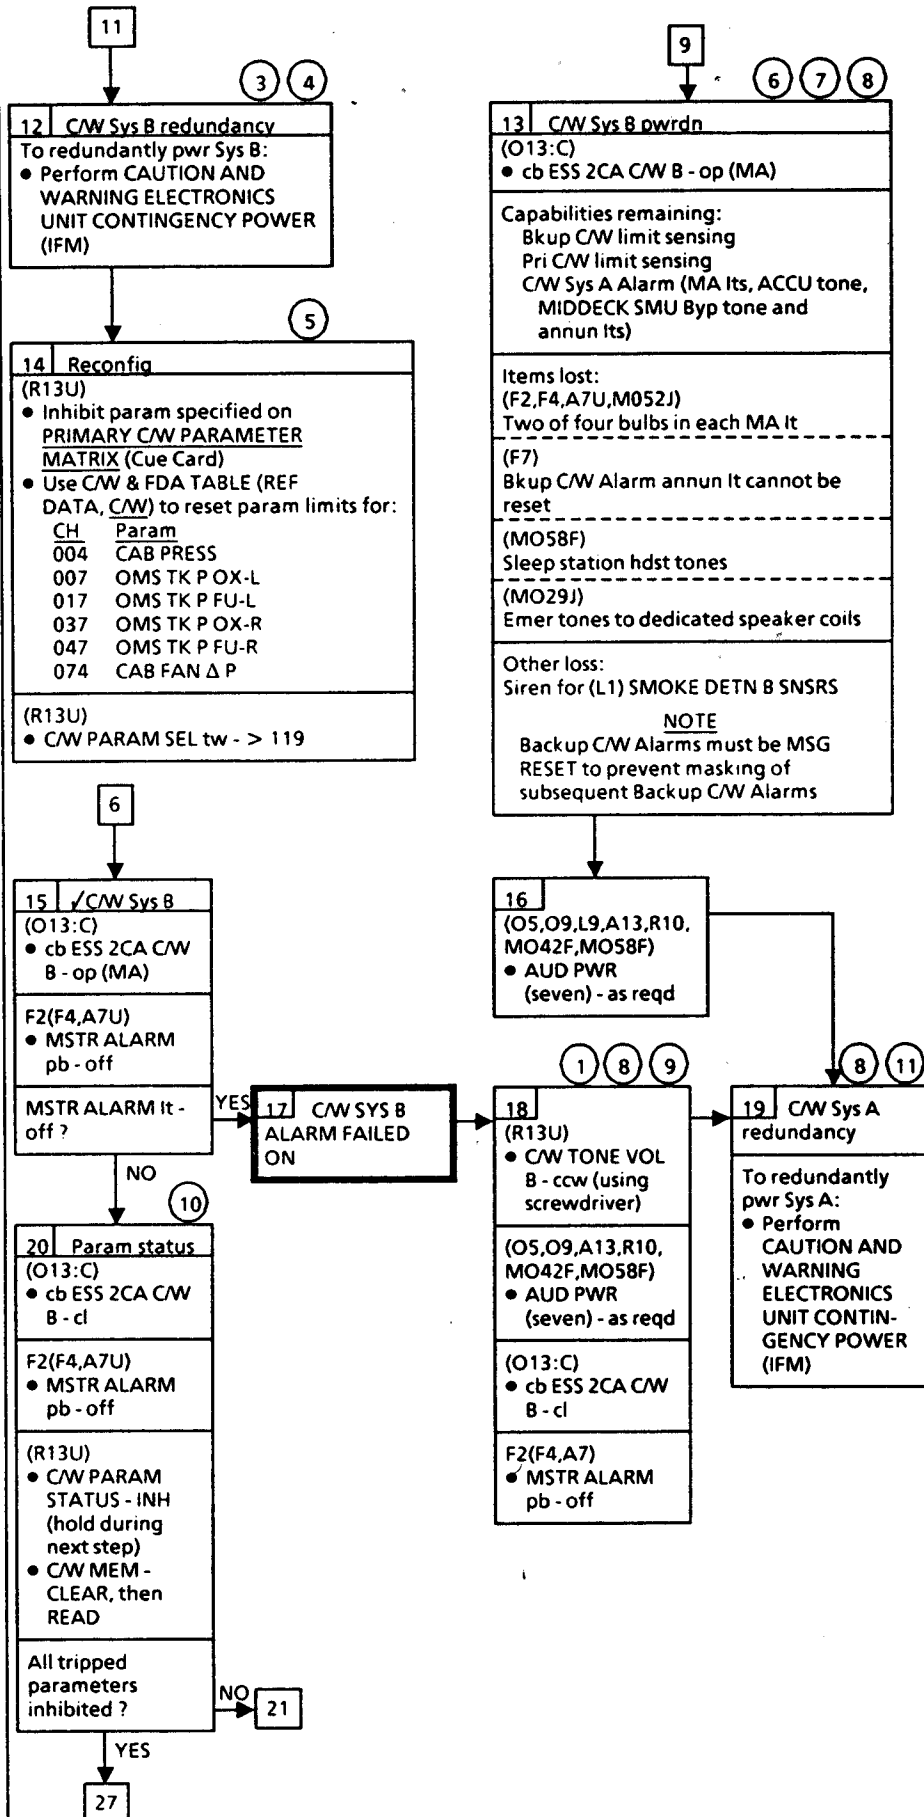 11
3 4
12 C/W Sys B redundancy
To redundantly pwr Sys B:
• Perform CAUTION AND
WARNING ELECTRONICS
UNIT CONTINGENCY POWER
(IFM)
5
14 Reconfig
(R13U)
• Inhibit param specified on
PRIMARY C/W PARAMETER
MATRIX (Cue Card)
• Use C/W & FDA TABLE (REF
DATA, C/W) to reset param limits for:
CH Param
004 CAB PRESS
007 OMS TK P OX-L
017 OMS TK P FU-L
037 OMS TK P OX-R
047 OMS TK P FU-R
074 CAB FAN Δ P
(R13U)
• C/W PARAM SEL tw - > 119
9
6 7 8
13 C/W Sys B pwrdn
(O13:C)
• cb ESS 2CA C/W B - op (MA)
Capabilities remaining:
Bkup C/W limit sensing
Pri C/W limit sensing
C/W Sys A Alarm (MA lts, ACCU tone,
MIDDECK SMU Byp tone and
annun lts)
Items lost:
(F2,F4,A7U,M052J)
Two of four bulbs in each MA lt
(F7)
Bkup C/W Alarm annun lt cannot be
reset
(MO58F)
Sleep station hdst tones
(MO29J)
Emer tones to dedicated speaker coils
Other loss:
Siren for (L1) SMOKE DETN B SNSRS
NOTE
Backup C/W Alarms must be MSG
RESET to prevent masking of
subsequent Backup C/W Alarms
6
15 ✓C/W Sys B
(O13:C)
• cb ESS 2CA C/W
B - op (MA)
F2(F4,A7U)
• MSTR ALARM
pb - off
MSTR ALARM lt -
off ?
YES
NO
16
(O5,O9,L9,A13,R10,
MO42F,MO58F)
• AUD PWR
(seven) - as reqd
17 C/W SYS B
ALARM FAILED
ON
1 8 9
18
(R13U)
• C/W TONE VOL
B - ccw (using
screwdriver)
(O5,O9,A13,R10,
MO42F,MO58F)
• AUD PWR
(seven) - as reqd
(O13:C)
• cb ESS 2CA C/W
B - cl
F2(F4,A7)
• MSTR ALARM
pb - off
8 11
19 C/W Sys A
redundancy
To redundantly
pwr Sys A:
• Perform
CAUTION AND
WARNING
ELECTRONICS
UNIT CONTIN-
GENCY POWER
(IFM)
10
20 Param status
(O13:C)
• cb ESS 2CA C/W
B - cl
F2(F4,A7U)
• MSTR ALARM
pb - off
(R13U)
• C/W PARAM
STATUS - INH
(hold during
next step)
• C/W MEM -
CLEAR, then
READ
All tripped
parameters
inhibited ?
NO
21
YES
27